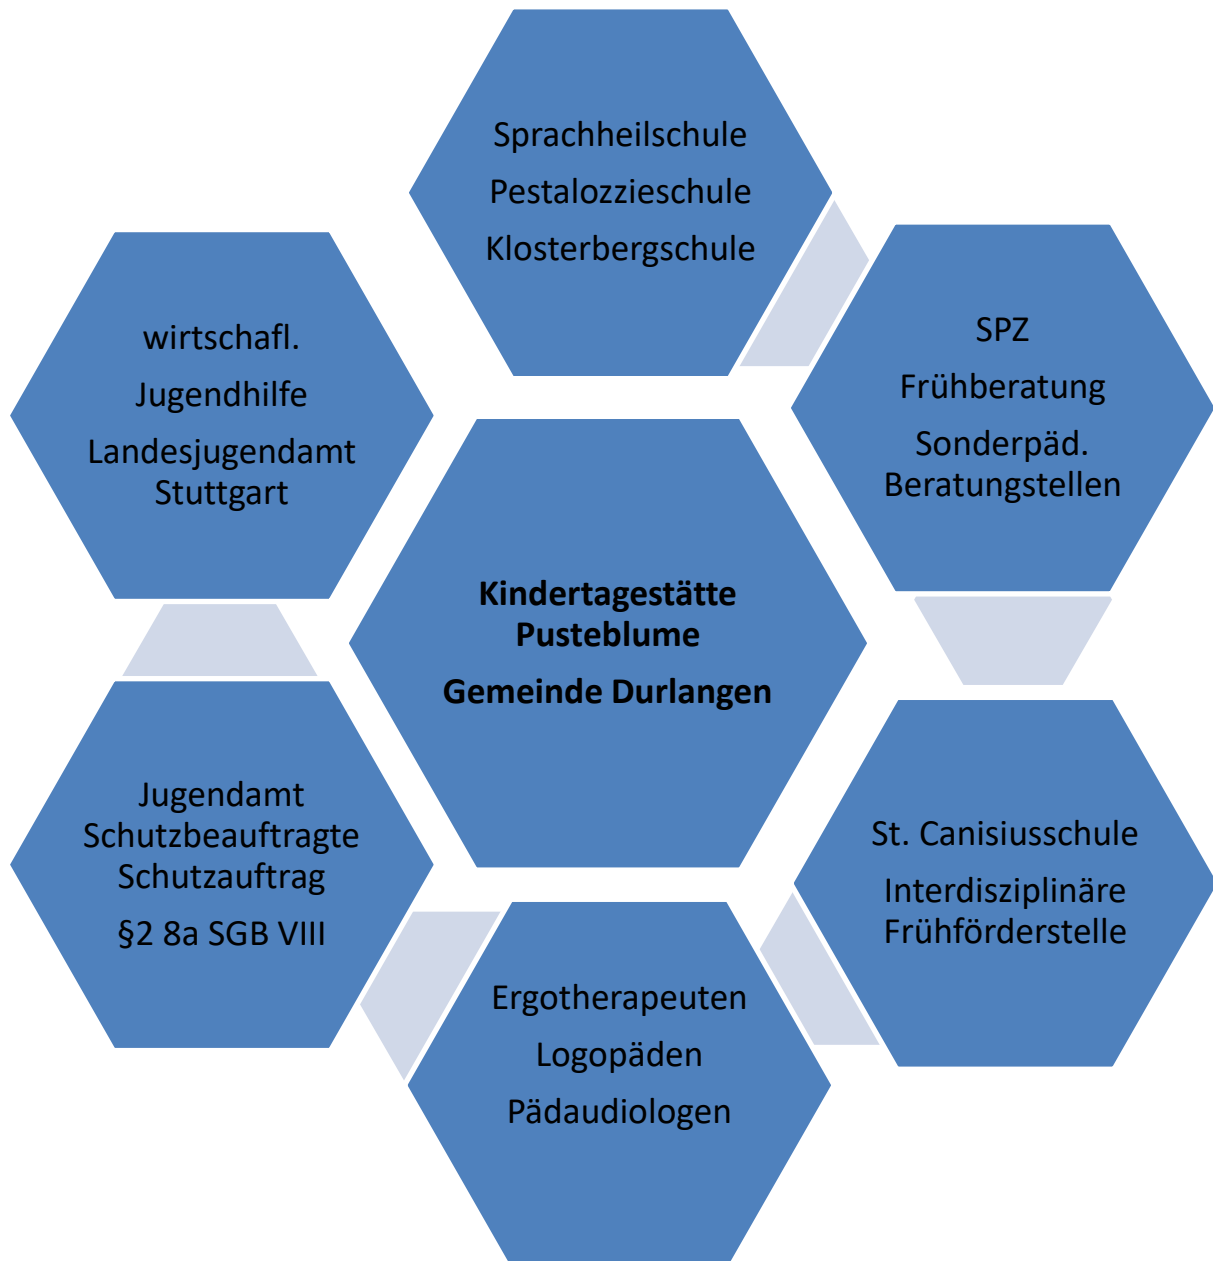 Sprachheilschule
Pestalozzieschule
Klosterbergschule
wirtschafl.
Jugendhilfe
Landesjugendamt
Stuttgart
SPZ
Frühberatung
Sonderpäd.
Beratungstellen
Kindertagestätte
Pusteblume
Gemeinde Durlangen
Jugendamt
Schutzbeauftragte
Schutzauftrag
§2 8a SGB VIII
St. Canisiusschule
Interdisziplinäre
Frühförderstelle
Ergotherapeuten
Logopäden
Pädaudiologen